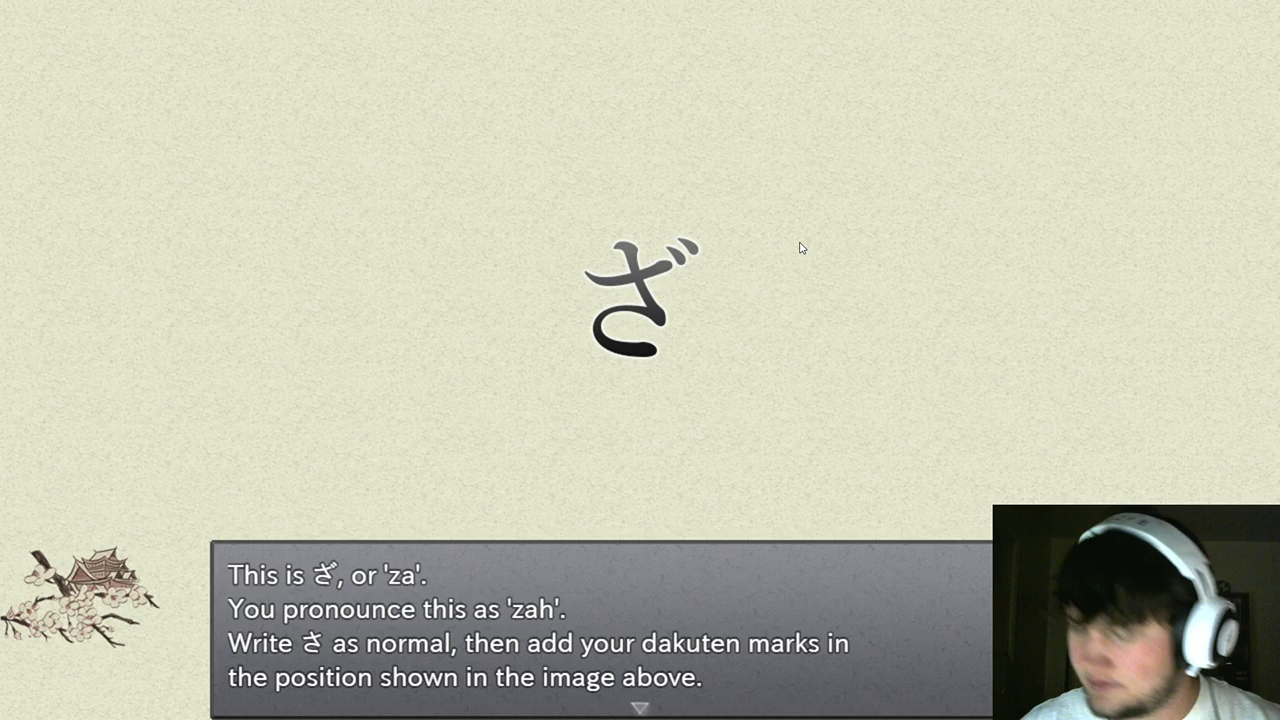 ざ
This is ざ, or 'za'.
You pronounce this as 'zah'.
Write さ as normal, then add your dakuten marks in
the position shown in the image above.